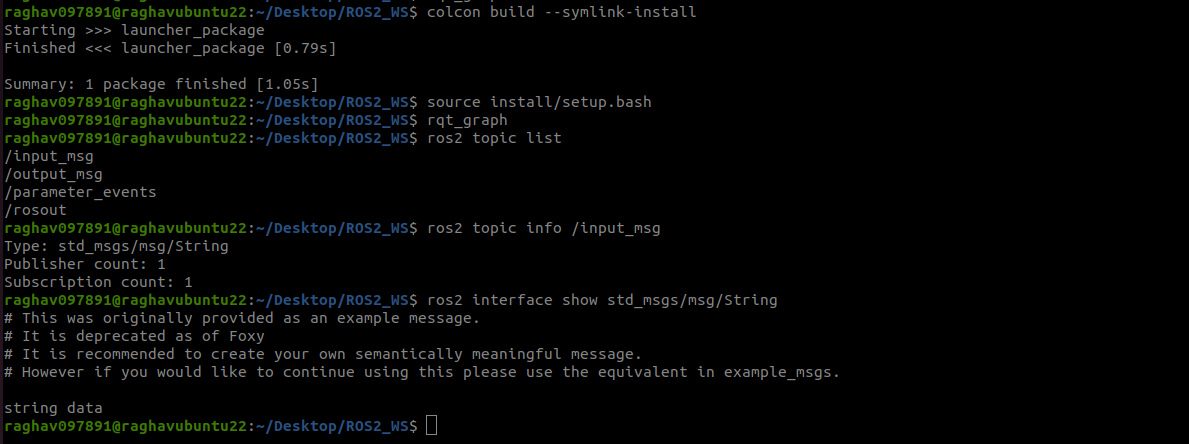 raghav097891@raghavubuntu22:~/Desktop/ROS2_WS$ colcon build --symlink-install
Starting >>> launcher_package
Finished <<< launcher_package [0.79s]
Summary: 1 package finished [1.05s]
raghav097891@raghavubuntu22:~/Desktop/ROS2_WS$ source install/setup.bash
raghav097891@raghavubuntu22:~/Desktop/ROS2_WS$ rqt_graph
raghav097891@raghavubuntu22:~/Desktop/ROS2_WS$ ros2 topic list
/input_msg
/output_msg
/parameter_events
/rosout
raghav097891@raghavubuntu22:~/Desktop/ROS2_WS$ ros2 topic info /input_msg
Type: std_msgs/msg/String
Publisher count: 1
Subscription count: 1
raghav097891@raghavubuntu22:~/Desktop/ROS2_WS$ ros2 interface show std_msgs/msg/String
# This was originally provided as an example message.
# It is deprecated as of Foxy
# It is recommended to create your own semantically meaningful message.
# However if you would like to continue using this please use the equivalent in example_msgs.
string data
raghav097891@raghavubuntu22:~/Desktop/ROS2_WS$